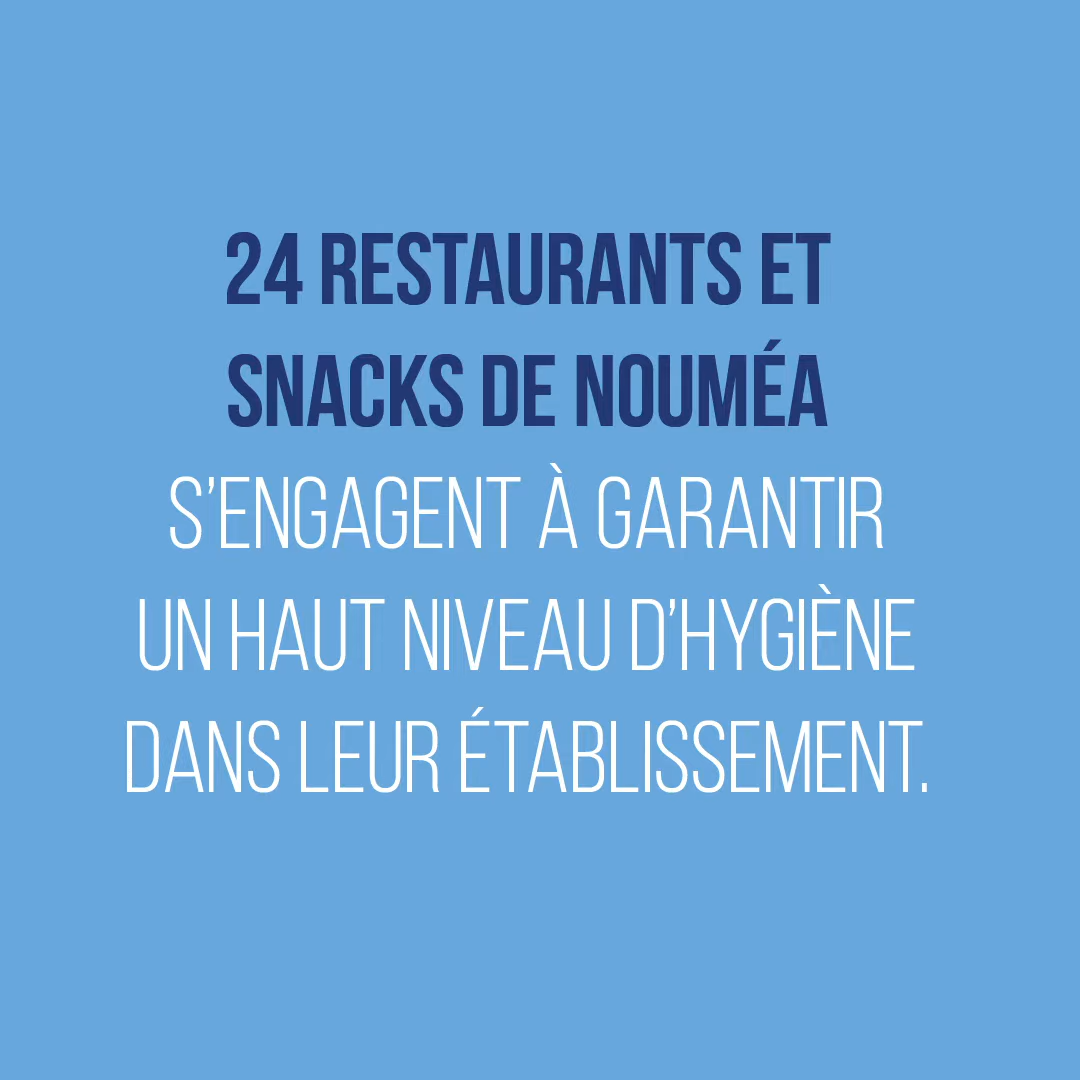 24 RESTAURANTS ET
SNACKS DE NOUMÉA
S’ENGAGENT À GARANTIR
UN HAUT NIVEAU D’HYGIÈNE
DANS LEUR ÉTABLISSEMENT.